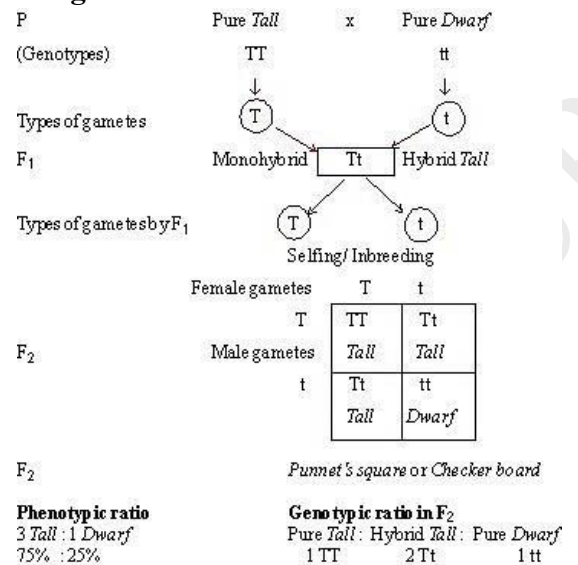 P Pure Tall x Pure Dwarf
(Genotypes) TT tt
Types of gametes T t
F1 Monohybrid Tt Hybrid Tall
Types of gametes by F1 T t
Selfing/ Inbreeding
Female gametes T t
T TT Tt
F2 Male gametes Tall Tall
t Tt tt
Tall Dwarf
F2 Punnet's square or Checker board
Phenotypic ratio Genotypic ratio in F2
3 Tall : 1 Dwarf Pure Tall : Hybrid Tall : Pure Dwarf
75% : 25% 1 TT 2 Tt 1 tt